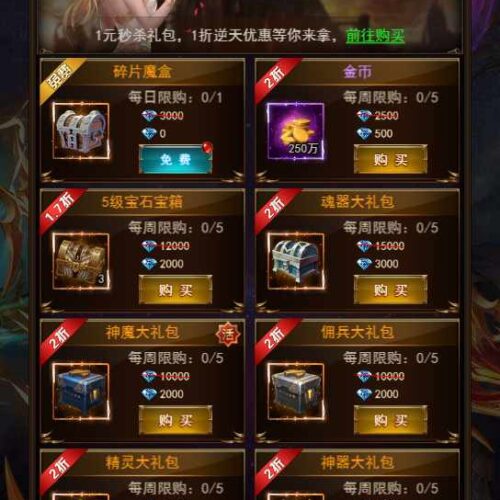 1元秒杀礼包，1折逆天优惠等你来拿，前往购买
碎片魔盒
每日限购：0/1
3000
0
免费
2折
金币
每周限购：0/5
2500
500
250万
购买
1.7折
5级宝石宝箱
每周限购：0/5
12000
2000
3
购买
2折
魂器大礼包
每周限购：0/5
15000
3000
购买
2折
神魔大礼包
活
每周限购：0/5
10000
2000
购买
2折
佣兵大礼包
每周限购：0/5
10000
2000
购买
2折
精灵大礼包
每周限购：0/5
2折
神器大礼包
每周限购：0/5